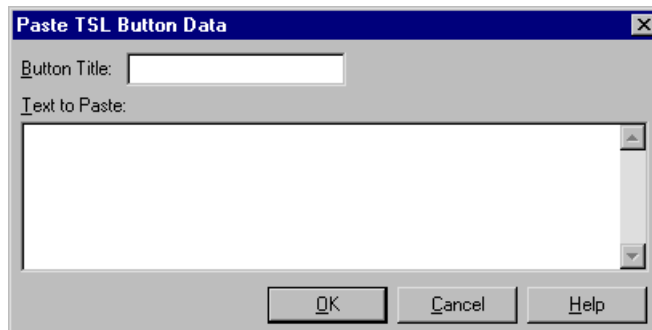 Paste TSL Button Data
Button Title:
Text to Paste:
OK Cancel Help